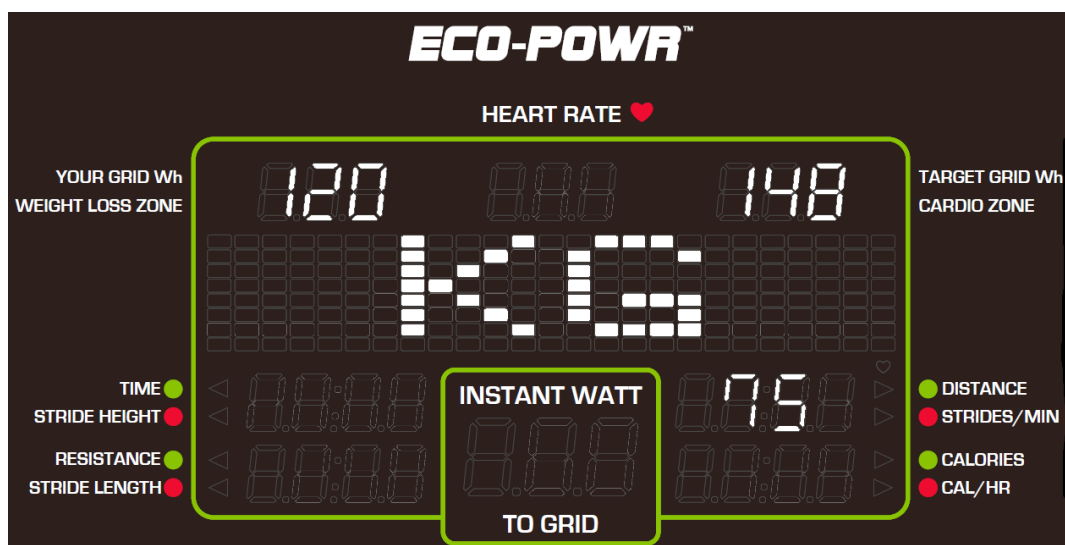 ECO-POWR™
HEART RATE
YOUR GRID Wh
WEIGHT LOSS ZONE
120
148
TARGET GRID Wh
CARDIO ZONE
KG
TIME
STRIDE HEIGHT
RESISTANCE
STRIDE LENGTH
INSTANT WATT
TO GRID
75
DISTANCE
STRIDES/MIN
CALORIES
CAL/HR